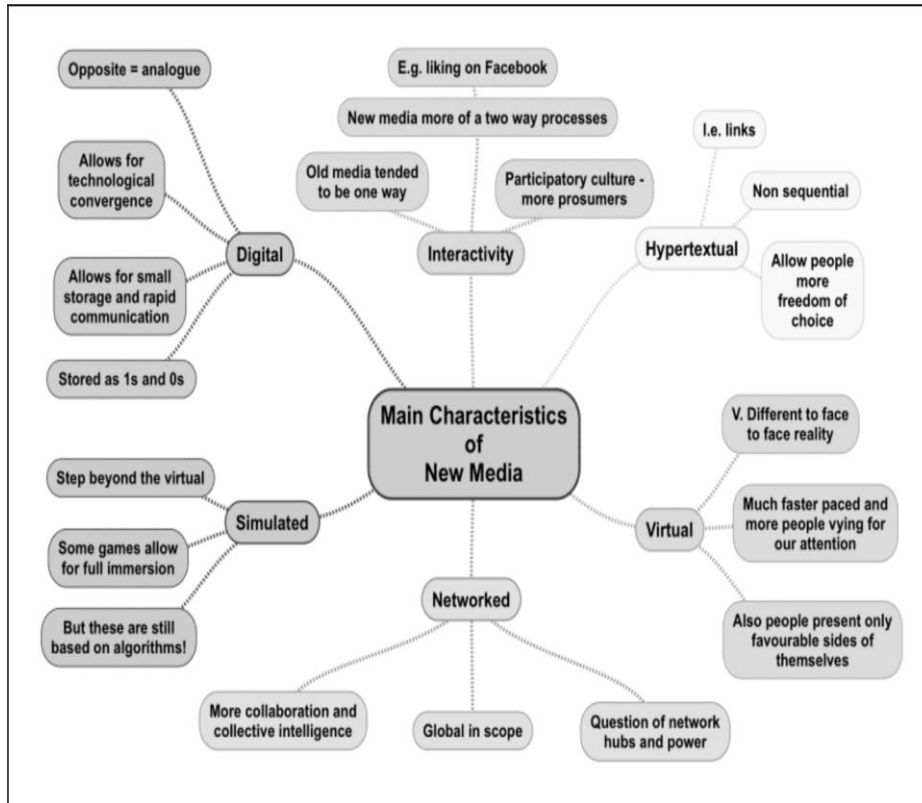 Opposite = analogue
Allows for
technological
convergence
Allows for small
storage and rapid
communication
Stored as 1s and 0s
Digital
E.g. liking on Facebook
New media more of a two way processes
Old media tended
to be one way
Participatory culture -
more prosumers
Interactivity
I.e. links
Non sequential
Allow people
more
freedom of
choice
Hypertextual
Main Characteristics
of
New Media
Step beyond the virtual
Some games allow
for full immersion
But these are still
based on algorithms!
Simulated
V. Different to face
to face reality
Much faster paced and
more people vying for
our attention
Also people present only
favourable sides of
themselves
Virtual
Networked
More collaboration and
collective intelligence
Global in scope
Question of network
hubs and power